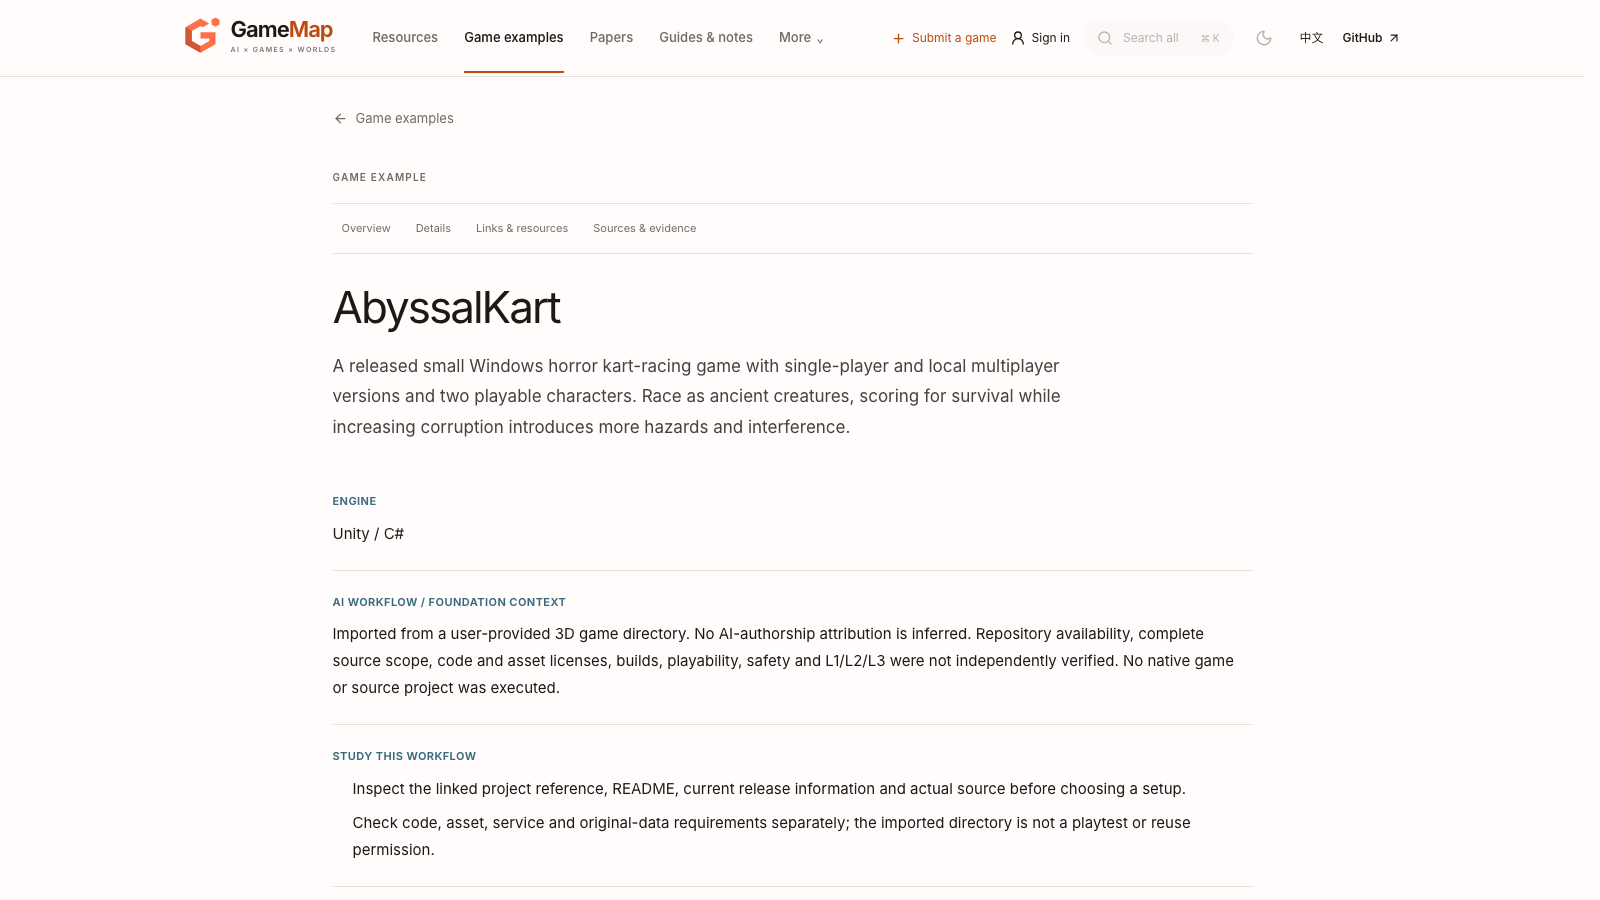 GameMap
AI × GAMES × WORLDS
Resources
Game examples
Papers
Guides & notes
More
Submit a game
Sign in
Search all
⌘ K
中文
GitHub
Game examples
GAME EXAMPLE
Overview
Details
Links & resources
Sources & evidence
AbyssalKart
A released small Windows horror kart-racing game with single-player and local multiplayer
versions and two playable characters. Race as ancient creatures, scoring for survival while
increasing corruption introduces more hazards and interference.
ENGINE
Unity / C#
AI WORKFLOW / FOUNDATION CONTEXT
Imported from a user-provided 3D game directory. No AI-authorship attribution is inferred. Repository availability, complete
source scope, code and asset licenses, builds, playability, safety and L1/L2/L3 were not independently verified. No native game
or source project was executed.
STUDY THIS WORKFLOW
Inspect the linked project reference, README, current release information and actual source before choosing a setup.
Check code, asset, service and original-data requirements separately; the imported directory is not a playtest or reuse
permission.